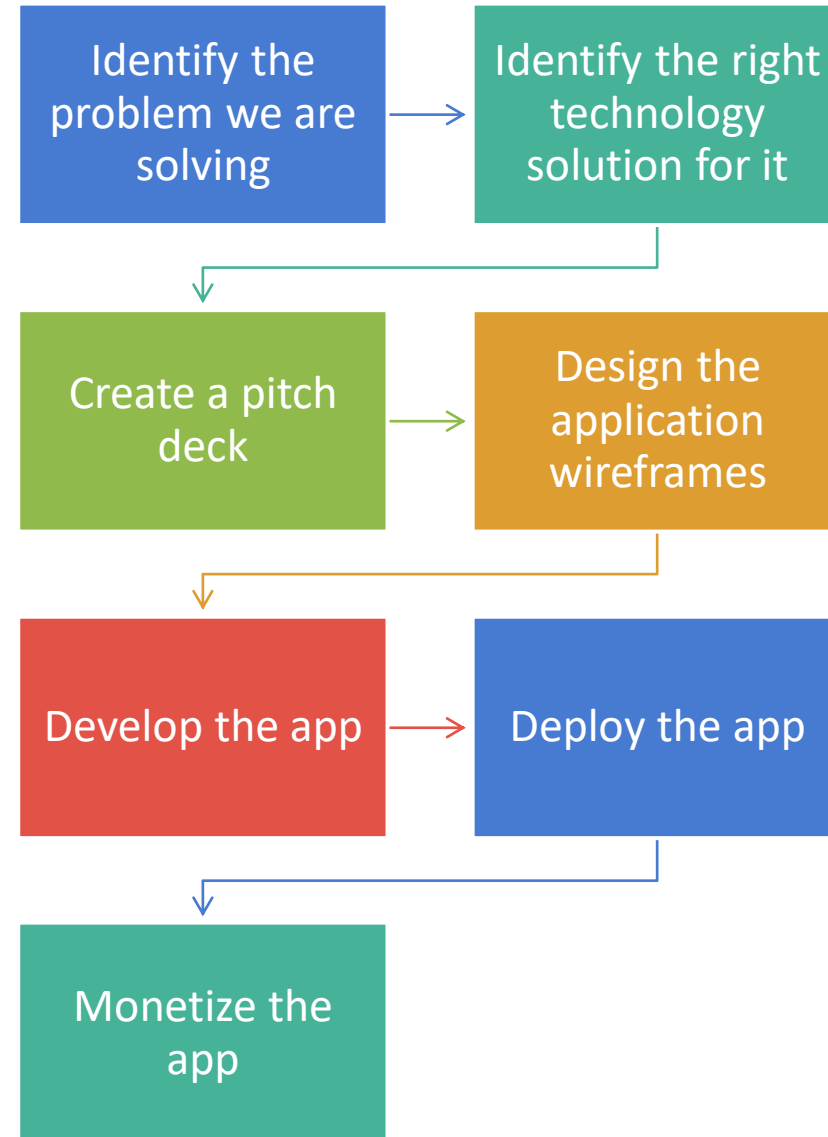 Identify the
problem we are
solving
Identify the right
technology
solution for it
Create a pitch
deck
Design the
application
wireframes
Develop the app
Deploy the app
Monetize the
app